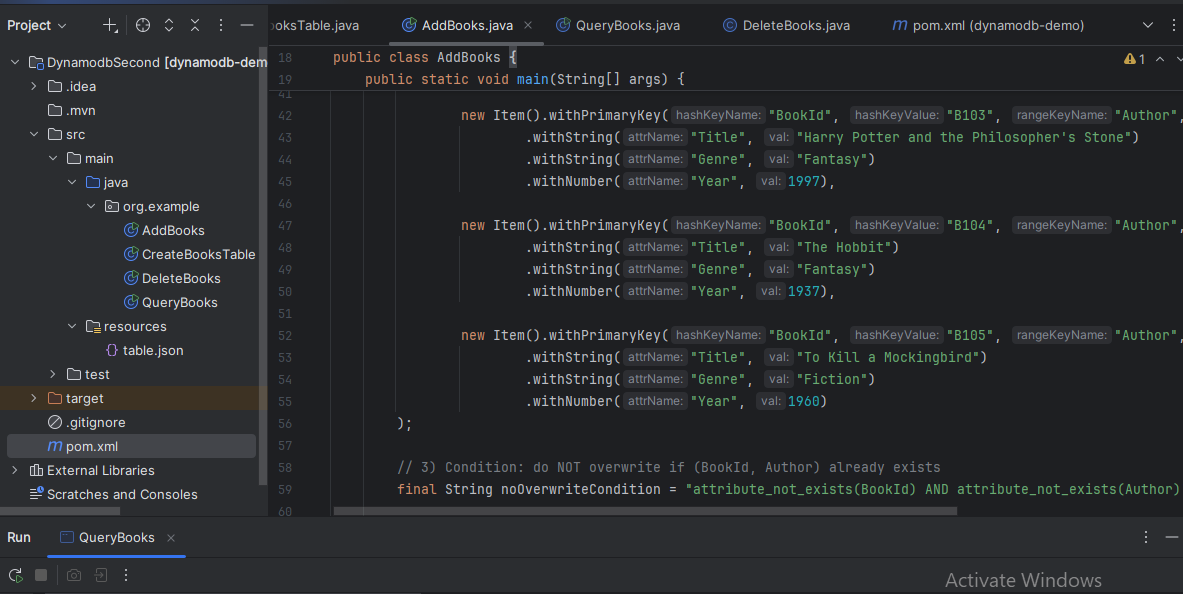 Project
DynamodbSecond [dynamodb-dem
.idea
.mvn
src
main
java
org.example
AddBooks
CreateBooksTable
DeleteBooks
QueryBooks
resources
table.json
test
target
.gitignore
pom.xml
External Libraries
Scratches and Consoles
ooksTable.java AddBooks.java QueryBooks.java DeleteBooks.java pom.xml (dynamodb-demo)
18 public class AddBooks {
1
19 public static void main(String[] args) {
41
42 new Item().withPrimaryKey( hashKeyName: "BookId", hashKeyValue: "B103", rangeKeyName: "Author",
43 .withString( attrName: "Title", val: "Harry Potter and the Philosopher's Stone")
44 .withString( attrName: "Genre", val: "Fantasy")
45 .withNumber( attrName: "Year", val: 1997),
46
47 new Item().withPrimaryKey( hashKeyName: "BookId", hashKeyValue: "B104", rangeKeyName: "Author",
48 .withString( attrName: "Title", val: "The Hobbit")
49 .withString( attrName: "Genre", val: "Fantasy")
50 .withNumber( attrName: "Year", val: 1937),
51
52 new Item().withPrimaryKey( hashKeyName: "BookId", hashKeyValue: "B105", rangeKeyName: "Author",
53 .withString( attrName: "Title", val: "To Kill a Mockingbird")
54 .withString( attrName: "Genre", val: "Fiction")
55 .withNumber( attrName: "Year", val: 1960)
56 );
57
58 // 3) Condition: do NOT overwrite if (BookId, Author) already exists
59 final String noOverwriteCondition = "attribute_not_exists(BookId) AND attribute_not_exists(Author)
60
Run QueryBooks
Activate Windows